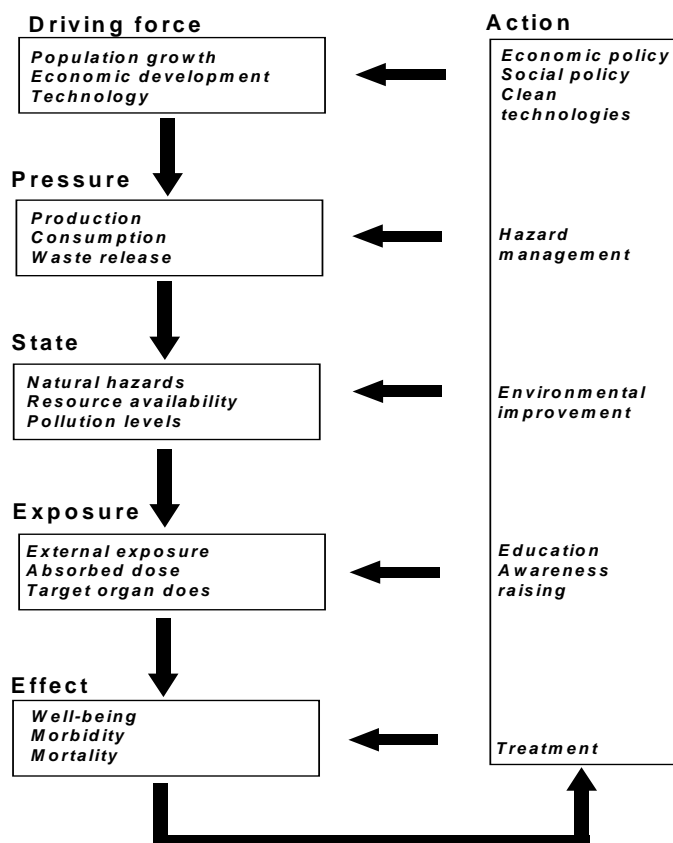 Driving force
Population growth
Economic development
Technology
Pressure
Production
Consumption
Waste release
State
Natural hazards
Resource availability
Pollution levels
Exposure
External exposure
Absorbed dose
Target organ does
Effect
Well-being
Morbidity
Mortality
Action
Economic policy
Social policy
Clean
technologies
Hazard
management
Environmental
improvement
Education
Awareness
raising
Treatment